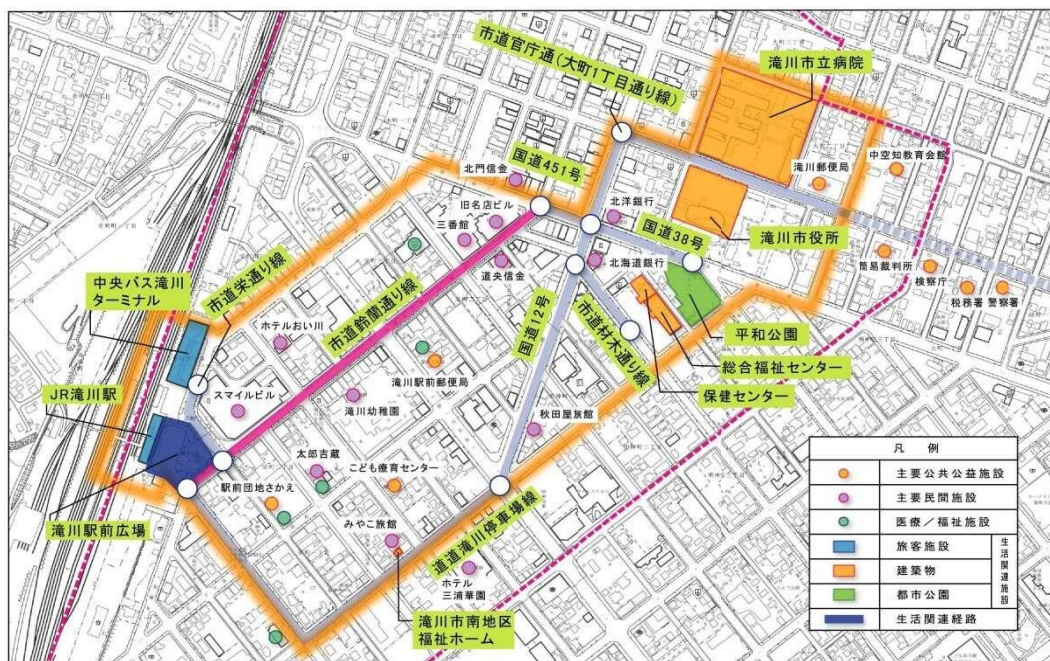 市道官庁通(大町1丁目通り線)
滝川市立病院
中空知教育会館
滝川郵便局
北門信金
国道451号
旧名店ビル
三番館
北洋銀行
国道38号
滝川市役所
道央信金
北海道銀行
簡易裁判所
検察庁
税務署
警察署
中央バス滝川
ターミナル
市道栄通り線
市道鈴蘭通り線
国道12号
市道材木通り線
平和公園
総合福祉センター
保健センター
ホテルおい川
滝川駅前郵便局
JR滝川駅
スマイルビル
滝川幼稚園
秋田屋旅館
太郎吉蔵
こども療育センター
駅前団地さかえ
滝川駅前広場
みやこ旅館
道道滝川停車場線
ホテル
三浦華園
滝川市南地区
福祉ホーム
凡 例
主要公共公益施設
主要民間施設
医療/福祉施設
旅客施設
建築物
都市公園
生活関連施設
生活関連経路